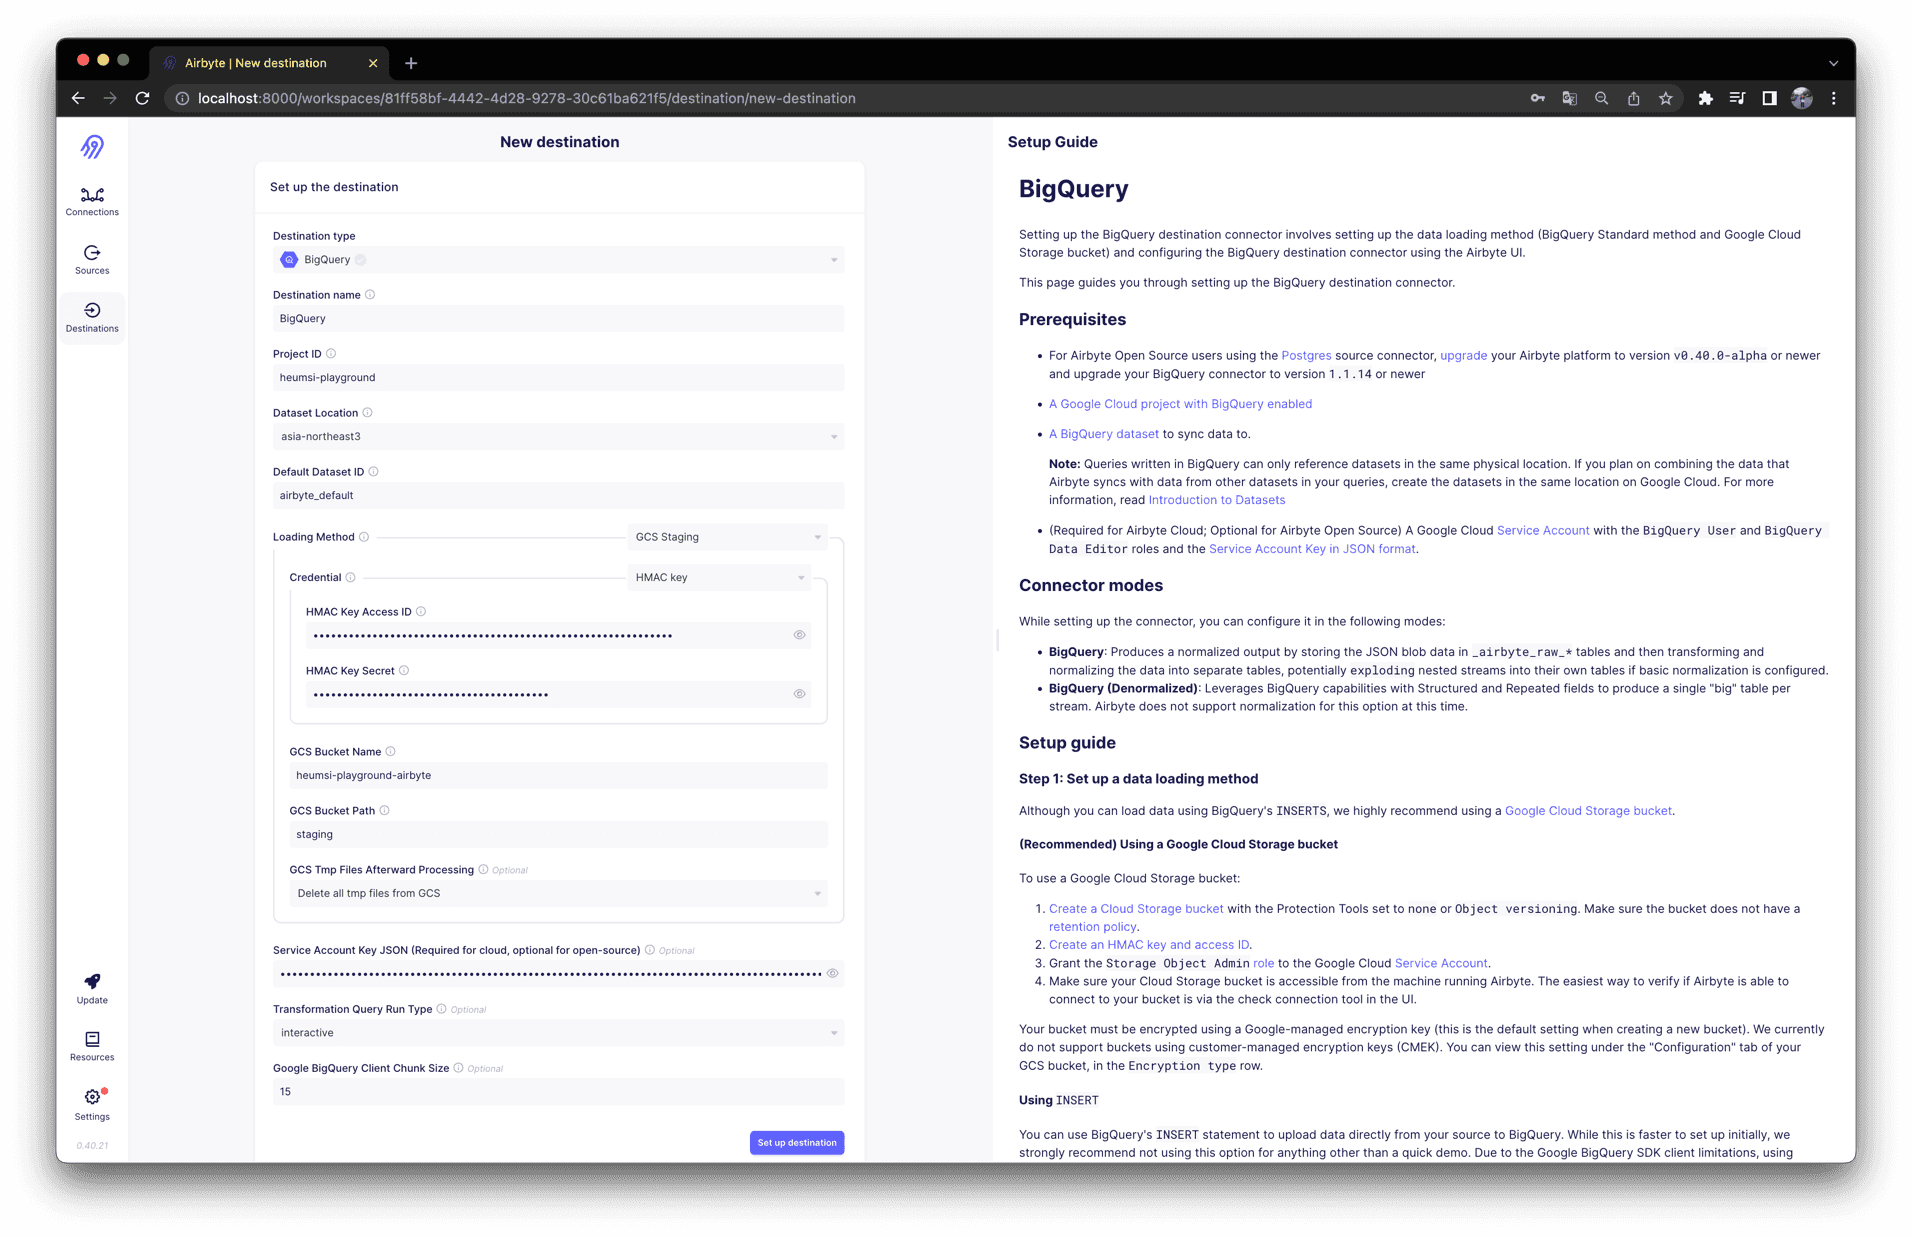 Airbyte | New destination
localhost:8000/workspaces/81ff58bf-4442-4d28-9278-30c61ba621f5/destination/new-destination
Connections
Sources
Destinations
Update
Resources
Settings
0.40.21
New destination
Set up the destination
Destination type
BigQuery
Destination name
BigQuery
Project ID
heumsi-playground
Dataset Location
asia-northeast3
Default Dataset ID
airbyte_default
Loading Method
GCS Staging
Credential
HMAC key
HMAC Key Access ID
HMAC Key Secret
GCS Bucket Name
heumsi-playground-airbyte
GCS Bucket Path
staging
GCS Tmp Files Afterward Processing Optional
Delete all tmp files from GCS
Service Account Key JSON (Required for cloud, optional for open-source) Optional
Transformation Query Run Type Optional
interactive
Google BigQuery Client Chunk Size Optional
15
Set up destination
Setup Guide
BigQuery
Setting up the BigQuery destination connector involves setting up the data loading method (BigQuery Standard method and Google Cloud
Storage bucket) and configuring the BigQuery destination connector using the Airbyte UI.
This page guides you through setting up the BigQuery destination connector.
Prerequisites
• For Airbyte Open Source users using the Postgres source connector, upgrade your Airbyte platform to version v0.40.0-alpha or newer
and upgrade your BigQuery connector to version 1.1.14 or newer
• A Google Cloud project with BigQuery enabled
• A BigQuery dataset to sync data to.
Note: Queries written in BigQuery can only reference datasets in the same physical location. If you plan on combining the data that
Airbyte syncs with data from other datasets in your queries, create the datasets in the same location on Google Cloud. For more
information, read Introduction to Datasets
• (Required for Airbyte Cloud; Optional for Airbyte Open Source) A Google Cloud Service Account with the BigQuery User and BigQuery
Data Editor roles and the Service Account Key in JSON format.
Connector modes
While setting up the connector, you can configure it in the following modes:
• BigQuery: Produces a normalized output by storing the JSON blob data in _airbyte_raw_* tables and then transforming and
normalizing the data into separate tables, potentially exploding nested streams into their own tables if basic normalization is configured.
• BigQuery (Denormalized): Leverages BigQuery capabilities with Structured and Repeated fields to produce a single "big" table per
stream. Airbyte does not support normalization for this option at this time.
Setup guide
Step 1: Set up a data loading method
Although you can load data using BigQuery's INSERTS, we highly recommend using a Google Cloud Storage bucket.
(Recommended) Using a Google Cloud Storage bucket
To use a Google Cloud Storage bucket:
1. Create a Cloud Storage bucket with the Protection Tools set to none or Object versioning. Make sure the bucket does not have a
retention policy.
2. Create an HMAC key and access ID.
3. Grant the Storage Object Admin role to the Google Cloud Service Account.
4. Make sure your Cloud Storage bucket is accessible from the machine running Airbyte. The easiest way to verify if Airbyte is able to
connect to your bucket is via the check connection tool in the UI.
Your bucket must be encrypted using a Google-managed encryption key (this is the default setting when creating a new bucket). We currently
do not support buckets using customer-managed encryption keys (CMEK). You can view this setting under the "Configuration" tab of your
GCS bucket, in the Encryption type row.
Using INSERT
You can use BigQuery's INSERT statement to upload data directly from your source to BigQuery. While this is faster to set up initially, we
strongly recommend not using this option for anything other than a quick demo. Due to the Google BigQuery SDK client limitations, using